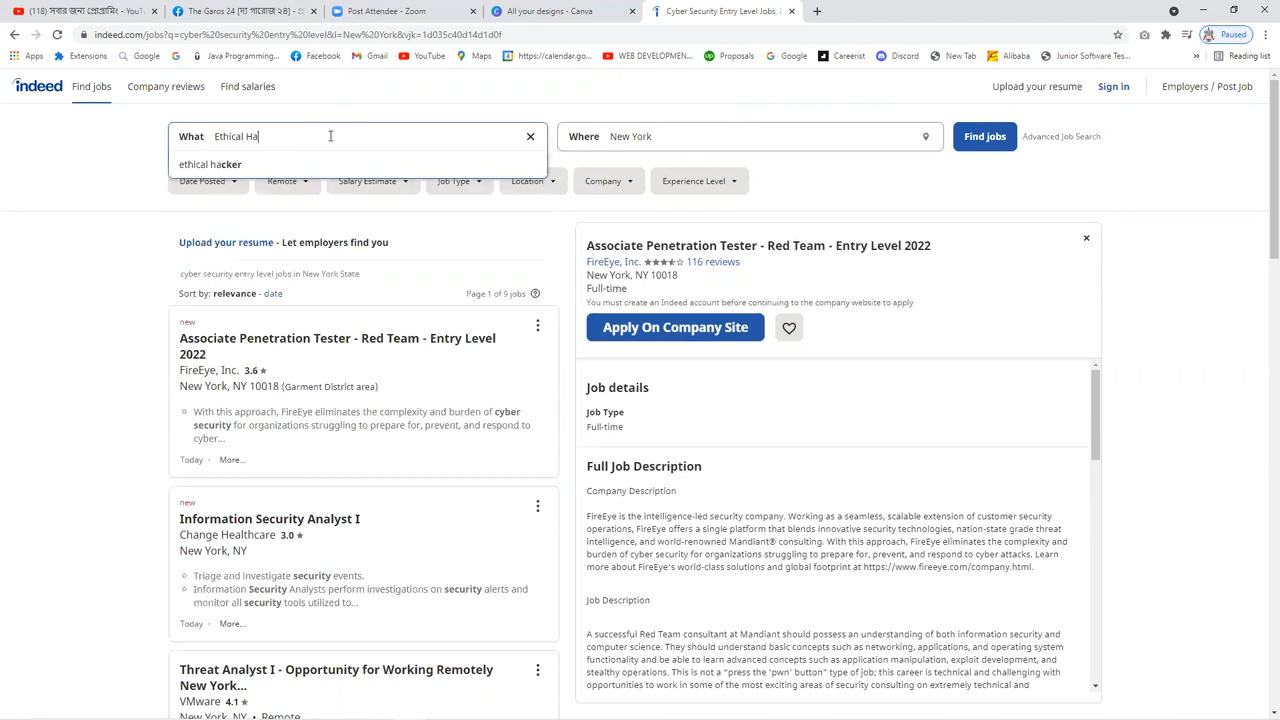 (118) সবার জন্য প্রোগ্রামিং - YouT
The Garos 24 [দ্য গারোজ ২৪] -
Post Attendee - Zoom
All your designs - Canva
Cyber Security Entry Level Jobs, E
indeed.com/jobs?q=cyber%20security%20entry%20level&l=New%20York&vjk=1d035c40d14d1d0f
Paused
Apps
Extensions
Google
Java Programming...
Facebook
Gmail
YouTube
Maps
https://calendar.go...
WEB DEVELOPMEN...
Proposals
Google
Careerist
Discord
New Tab
Alibaba
Junior Software Tes...
Reading list
indeed
Find jobs
Company reviews
Find salaries
Upload your resume
Sign in
Employers / Post Job
What Ethical Ha
Where New York
Find jobs
Advanced Job Search
ethical hacker
Date Posted
Remote
Salary Estimate
Job Type
Location
Company
Experience Level
Upload your resume - Let employers find you
cyber security entry level jobs in New York State
Sort by: relevance - date
Page 1 of 9 jobs
new
Associate Penetration Tester - Red Team - Entry Level
2022
FireEye, Inc. 3.6
New York, NY 10018 (Garment District area)
With this approach, FireEye eliminates the complexity and burden of cyber
security for organizations struggling to prepare for, prevent, and respond to
cyber...
Today · More...
new
Information Security Analyst I
Change Healthcare 3.0
New York, NY
Triage and investigate security events.
Information Security Analysts perform investigations on security alerts and
monitor all security tools utilized to...
Today · More...
Threat Analyst I - Opportunity for Working Remotely
New York...
VMware 4.1
New York, NY • Remote
Associate Penetration Tester - Red Team - Entry Level 2022
FireEye, Inc. 116 reviews
New York, NY 10018
Full-time
You must create an Indeed account before continuing to the company website to apply
Apply On Company Site
Job details
Job Type
Full-time
Full Job Description
Company Description
FireEye is the intelligence-led security company. Working as a seamless, scalable extension of customer security
operations, FireEye offers a single platform that blends innovative security technologies, nation-state grade threat
intelligence, and world-renowned Mandiant® consulting. With this approach, FireEye eliminates the complexity and
burden of cyber security for organizations struggling to prepare for, prevent, and respond to cyber attacks. Learn
more about FireEye's world-class solutions and global footprint at https://www.fireeye.com/company.html.
Job Description
A successful Red Team consultant at Mandiant should possess an understanding of both information security and
computer science. They should understand basic concepts such as networking, applications, and operating system
functionality and be able to learn advanced concepts such as application manipulation, exploit development, and
stealthy operations. This is not a "press the 'pwn' button" type of job; this career is technical and challenging with
opportunities to work in some of the most exciting areas of security consulting on extremely technical and